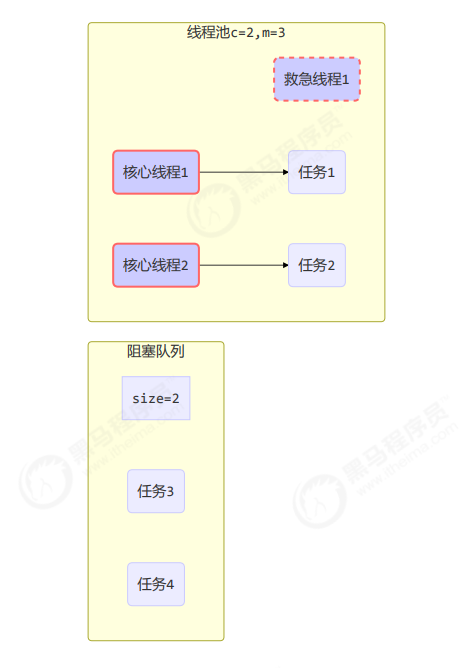 线程池c=2,m=3
救急线程1
核心线程1
任务1
核心线程2
任务2
阻塞队列
size=2
任务3
任务4
黑马程序员
www.itheima.com
黑马程序员
www.itheima.com
黑马程序员
www.itheima.com